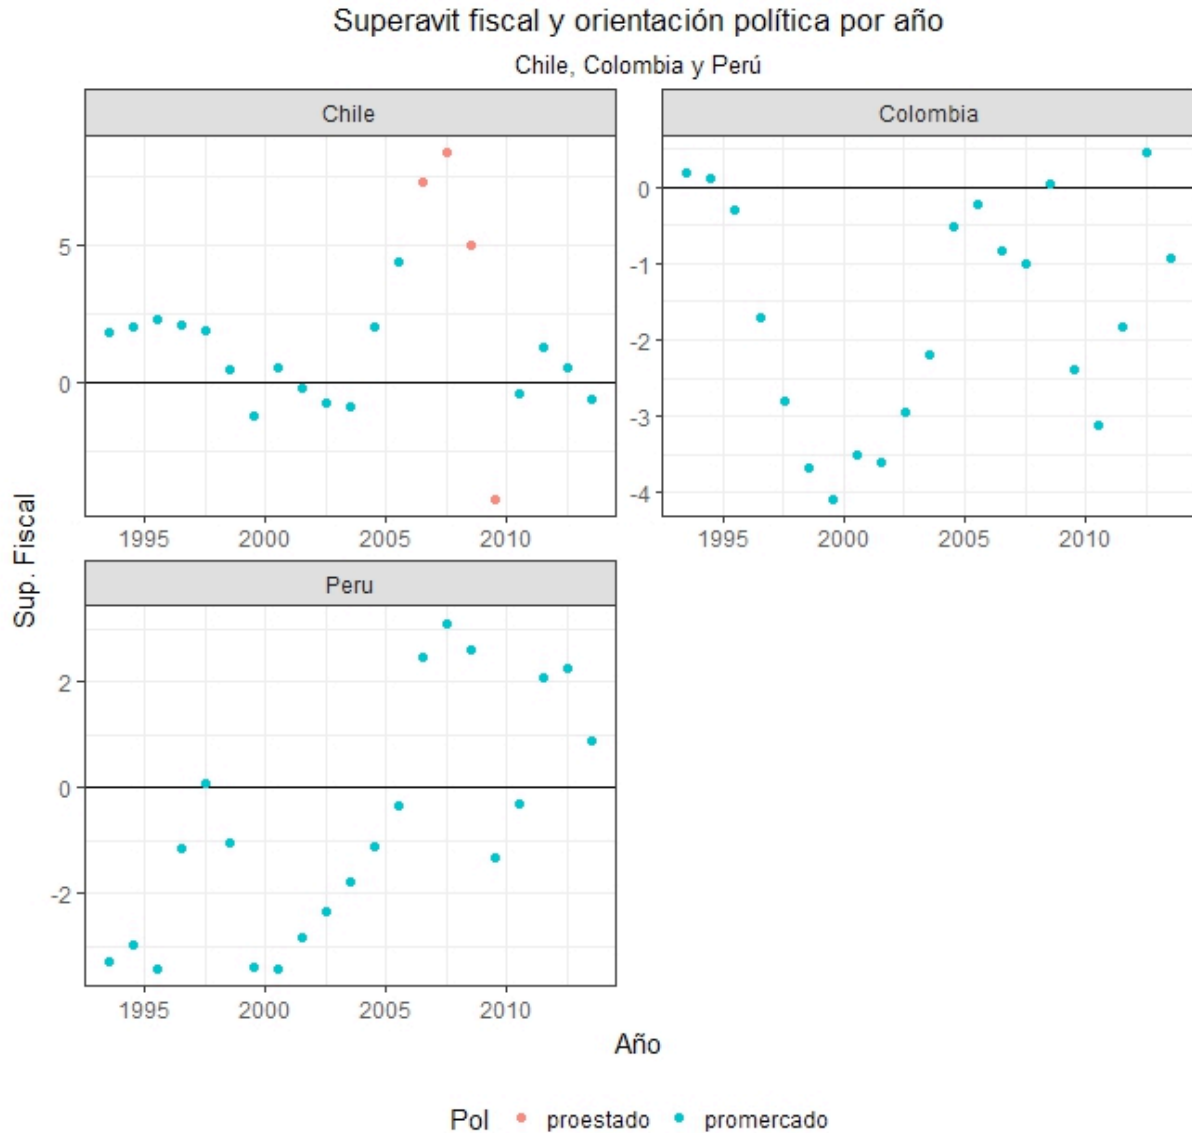 Superavit fiscal y orientación política por año
Chile, Colombia y Perú
Chile
Colombia
5
0
0
-1
-2
-3
-4
1995 2000 2005 2010
1995 2000 2005 2010
Sup. Fiscal
Peru
2
0
-2
1995 2000 2005 2010
Año
Pol proestado promercado